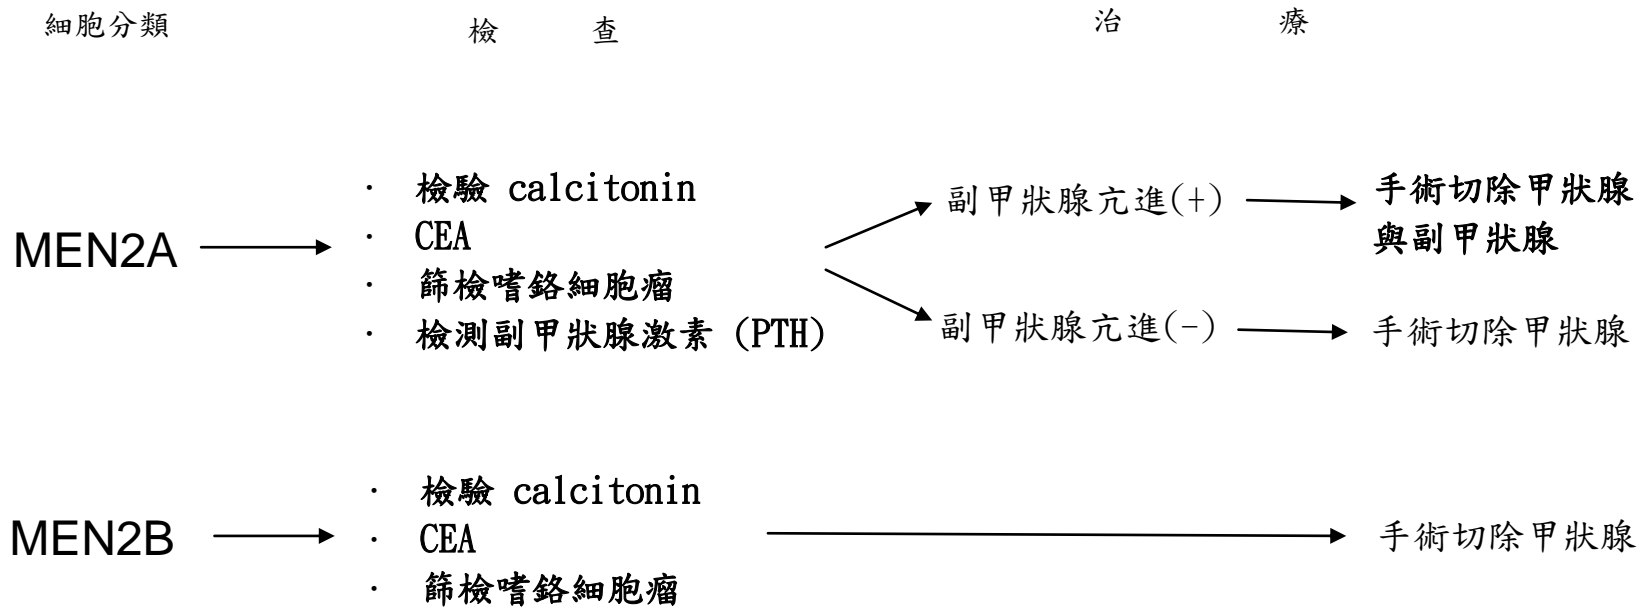 細胞分類 檢 查 治 療
MEN2A
· 檢驗 calcitonin
· CEA
· 篩檢嗜鉻細胞瘤
· 檢測副甲狀腺激素 (PTH)
副甲狀腺亢進(+)
手術切除甲狀腺
與副甲狀腺
副甲狀腺亢進(-)
手術切除甲狀腺
MEN2B
· 檢驗 calcitonin
· CEA
· 篩檢嗜鉻細胞瘤
手術切除甲狀腺